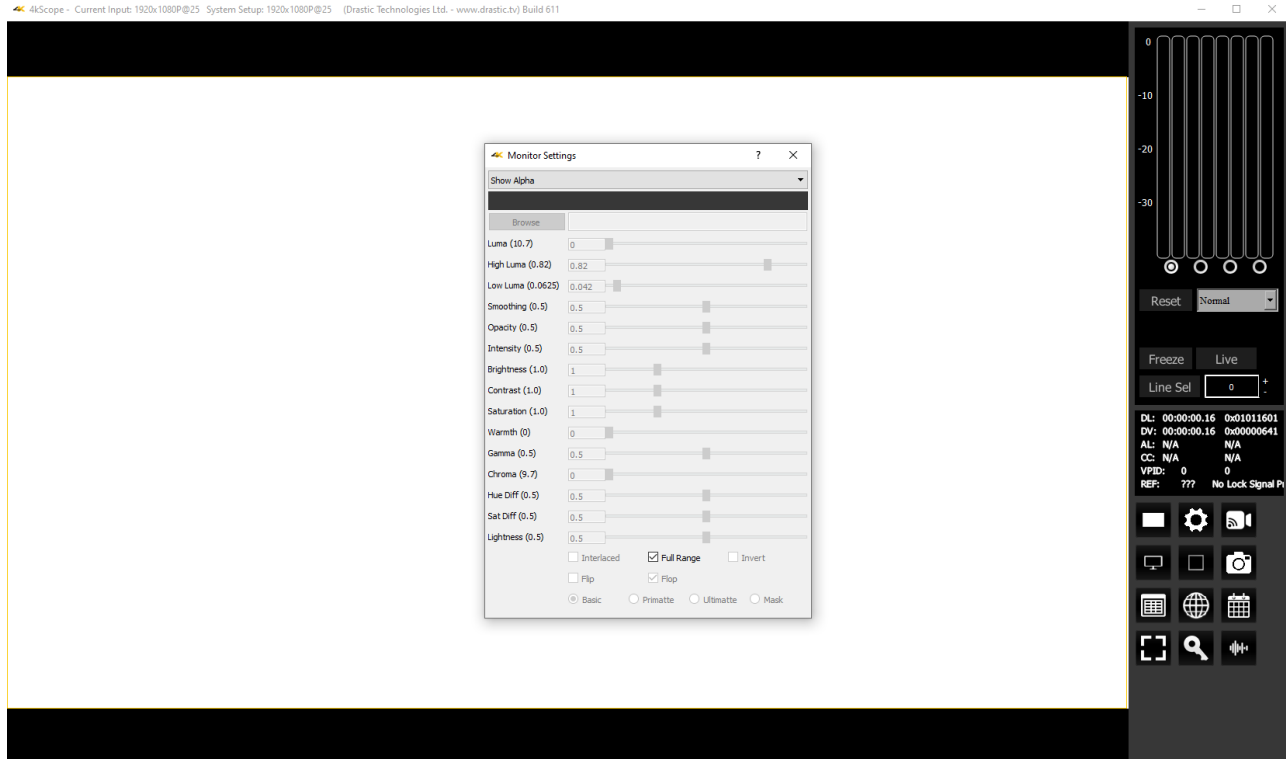 4kScope - Current Input: 1920x1080P@25 System Setup: 1920x1080P@25 (Drastic Technologies Ltd. - www.drastic.tv) Build 611
Monitor Settings ?
Show Alpha
Browse
Luma (10.7) 0
High Luma (0.82) 0.82
Low Luma (0.0625) 0.042
Smoothing (0.5) 0.5
Opacity (0.5) 0.5
Intensity (0.5) 0.5
Brightness (1.0) 1
Contrast (1.0) 1
Saturation (1.0) 1
Warmth (0) 0
Gamma (0.5) 0.5
Chroma (9.7) 0
Hue Diff (0.5) 0.5
Sat Diff (0.5) 0.5
Lightness (0.5) 0.5
Interlaced Full Range Invert
Flip Flop
Basic Primatte Ultimatte Mask
0
-10
-20
-30
Reset Normal
Freeze Live
Line Sel 0 + -
DL: 00:00:00.16 0x01011601
DV: 00:00:00.16 0x00000641
AL: N/A N/A
CC: N/A N/A
VPID: 0 0
REF: ??? No Lock Signal Pr